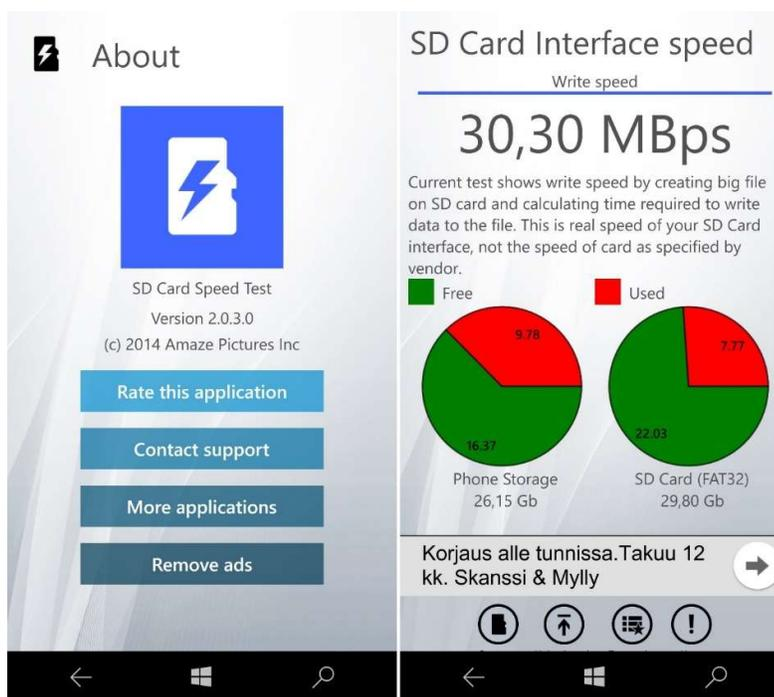 About
SD Card Speed Test
Version 2.0.3.0
(c) 2014 Amaze Pictures Inc
Rate this application
Contact support
More applications
Remove ads
SD Card Interface speed
Write speed
30,30 MBps
Current test shows write speed by creating big file
on SD card and calculating time required to write
data to the file. This is real speed of your SD Card
interface, not the speed of card as specified by
vendor.
Free
Used
9.78
16.37
7.77
22.03
Phone Storage
26,15 Gb
SD Card (FAT32)
29,80 Gb
Korjaus alle tunnissa.Takuu 12
kk. Skanssi & Mylly